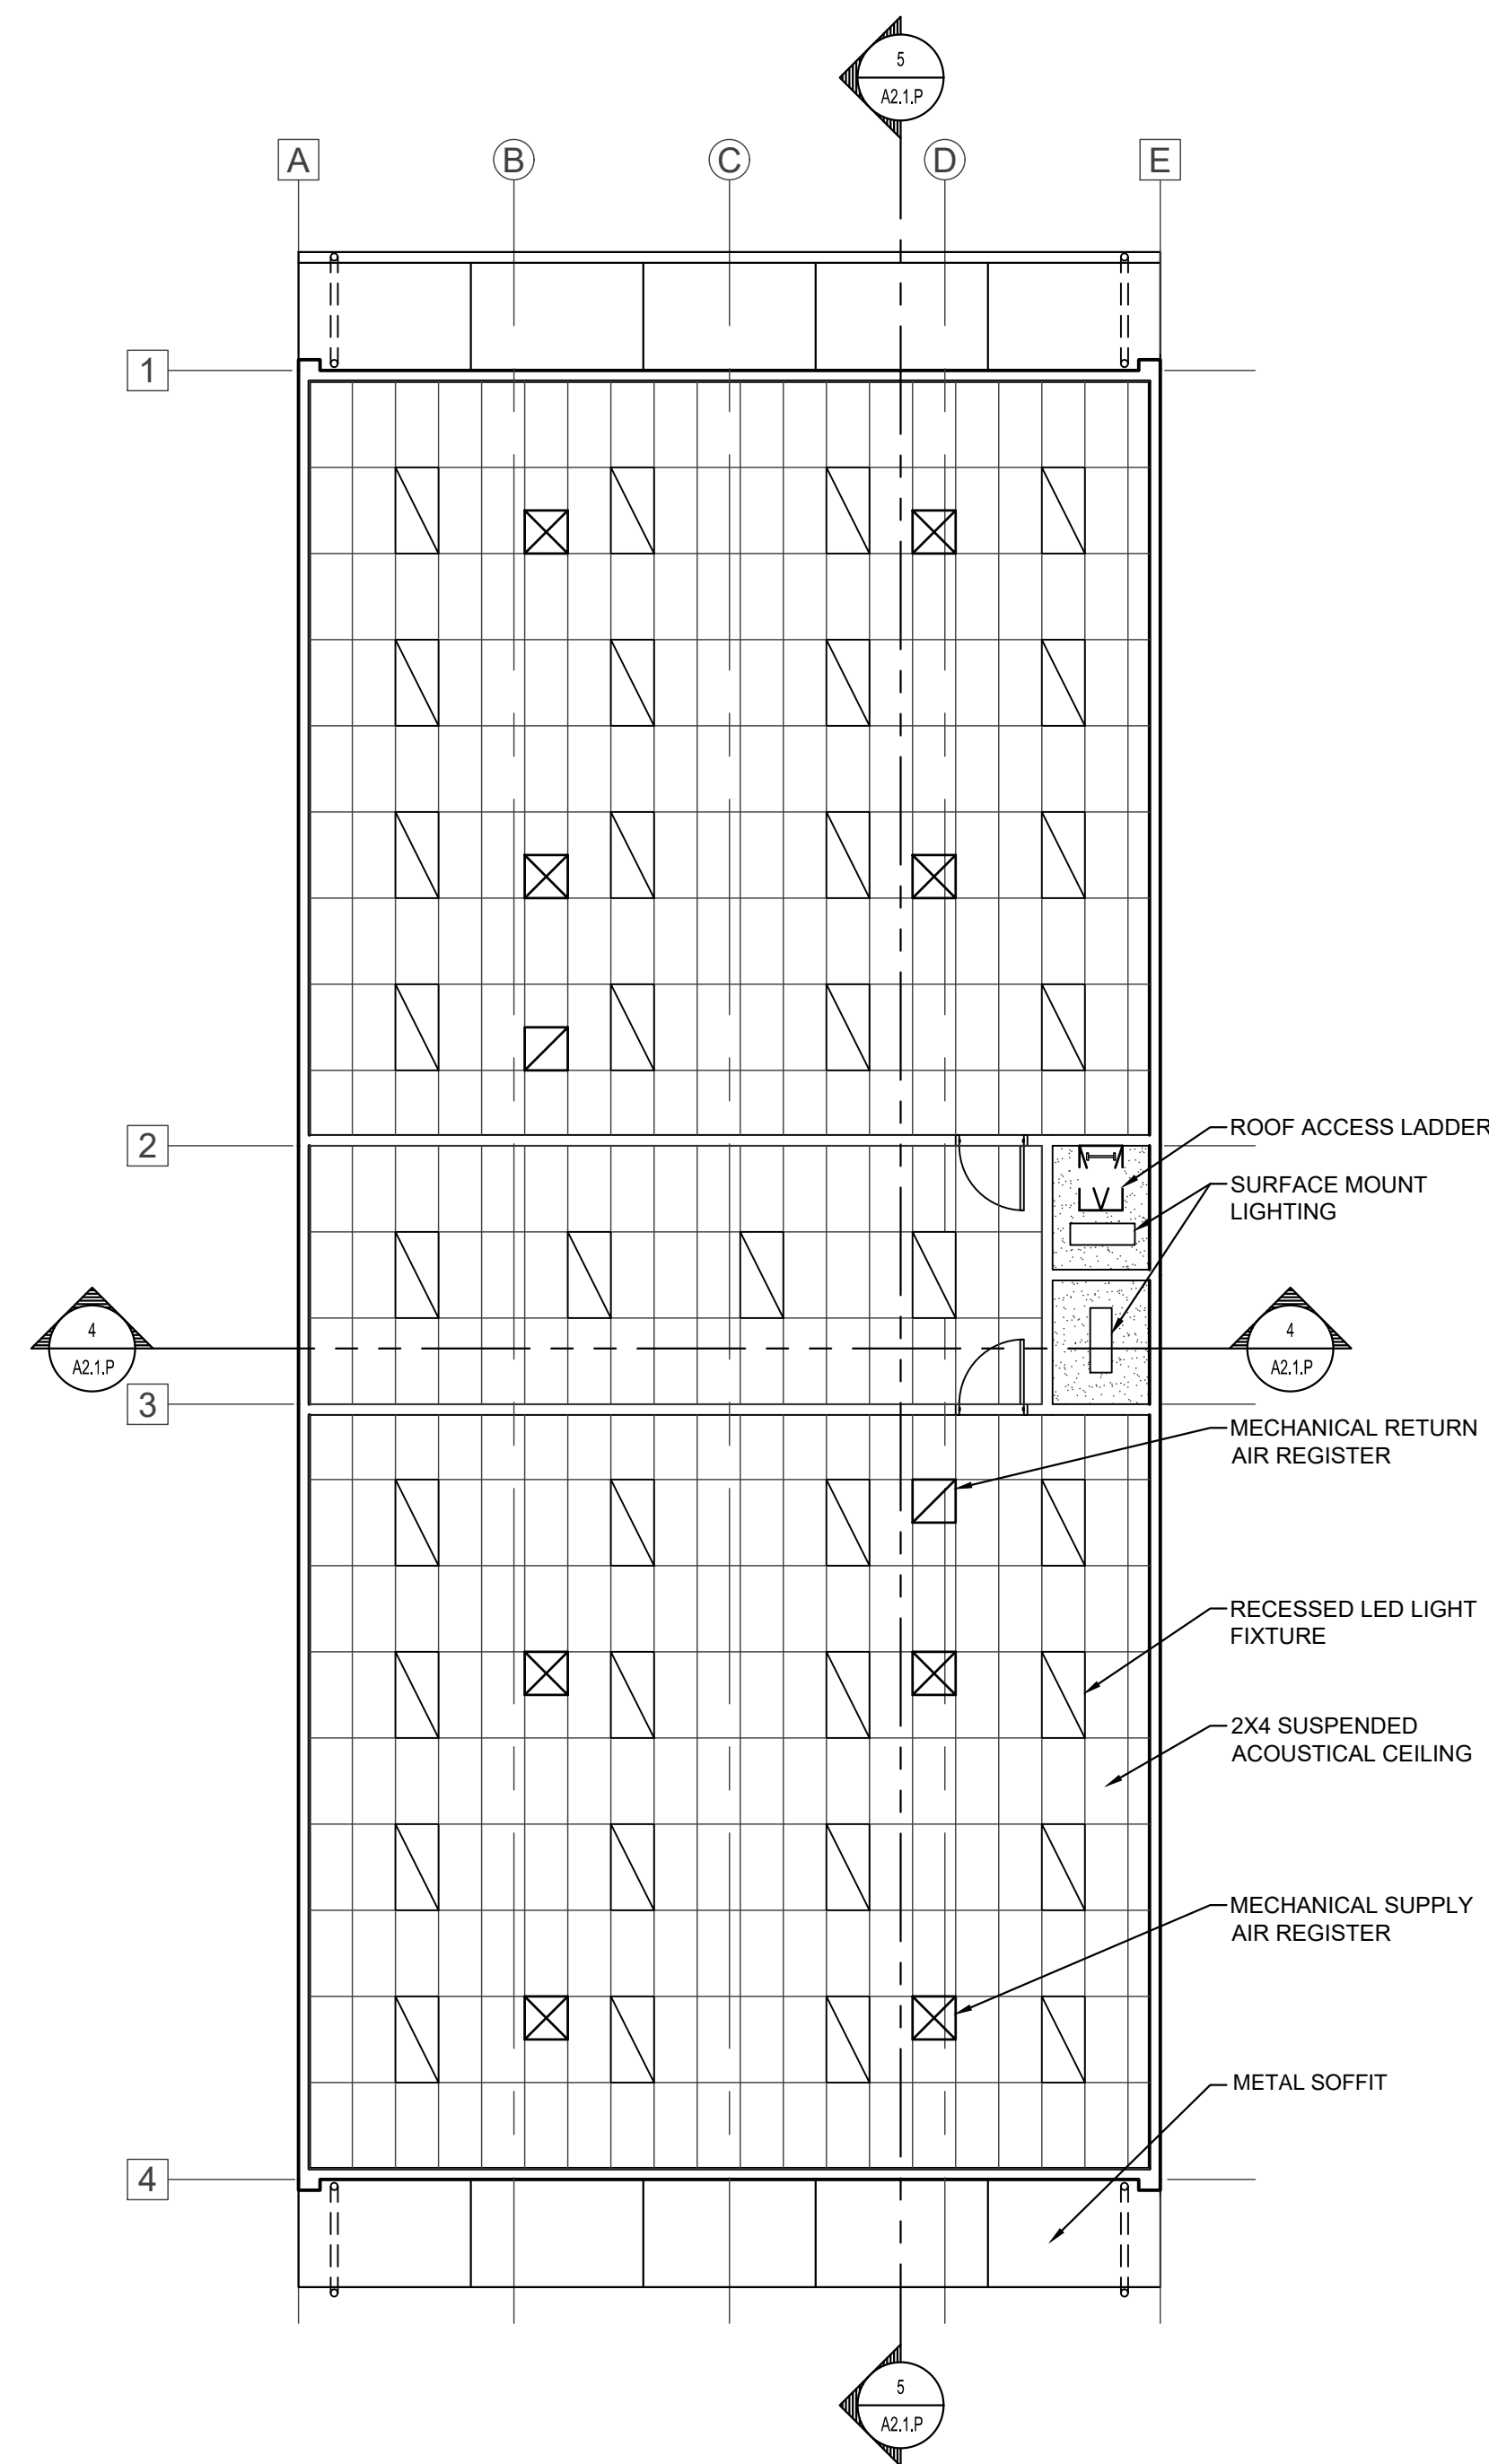 5
A2.1.P
A
B
C
D
E
1
2
ROOF ACCESS LADDER
SURFACE MOUNT
LIGHTING
4
A2.1.P
4
A2.1.P
3
MECHANICAL RETURN
AIR REGISTER
RECESSED LED LIGHT
FIXTURE
2X4 SUSPENDED
ACOUSTICAL CEILING
MECHANICAL SUPPLY
AIR REGISTER
METAL SOFFIT
4
5
A2.1.P